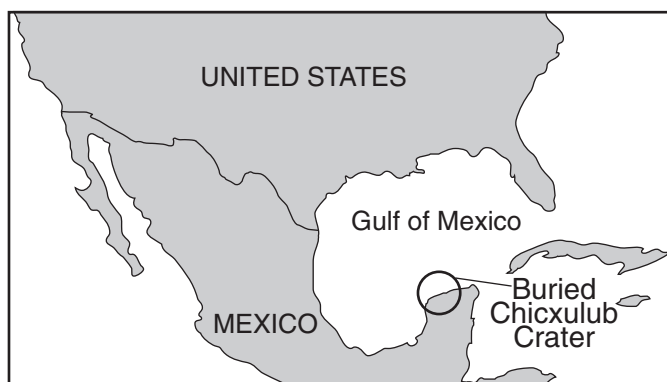 UNITED STATES
Gulf of Mexico
MEXICO
Buried
Chicxulub
Crater